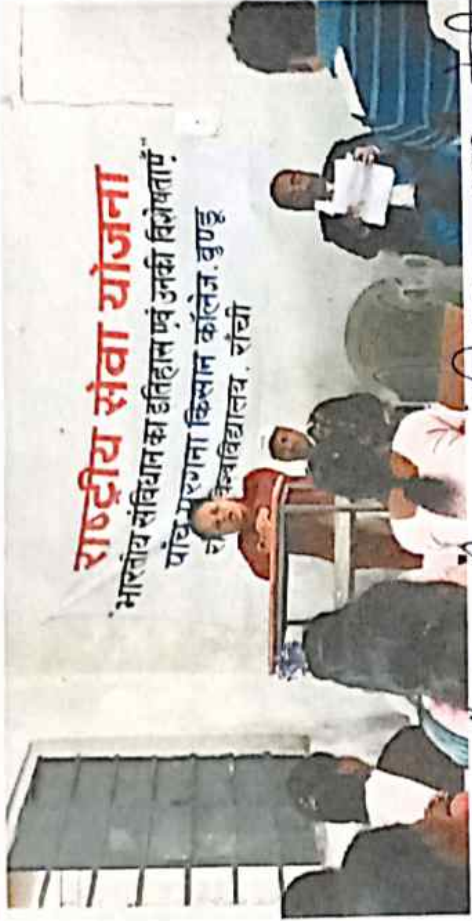 राष्ट्रीय सेवा योजना
"भारतीय संविधान का इतिहास एवं उनकी विशेषताएँ"
पांच परगना किसान कॉलेज, बुण्डू
विश्वविद्यालय, रांची